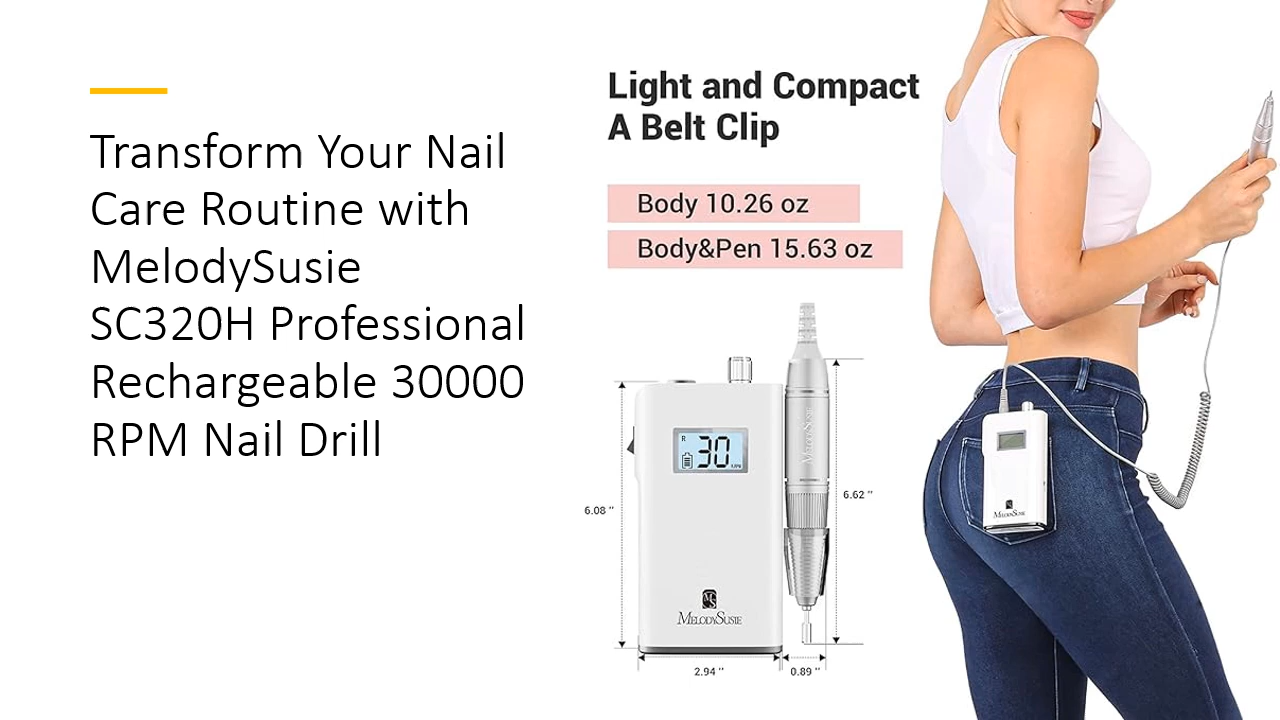 Transform Your Nail
Care Routine with
MelodySusie
SC320H Professional
Rechargeable 30000
RPM Nail Drill
Light and Compact
A Belt Clip
Body 10.26 oz
Body&Pen 15.63 oz
R
30
6.08 "
6.62 "
MELODYSUSIE
MELODYSUSIE
MELODYSUSIE
2.94 "
0.89 "